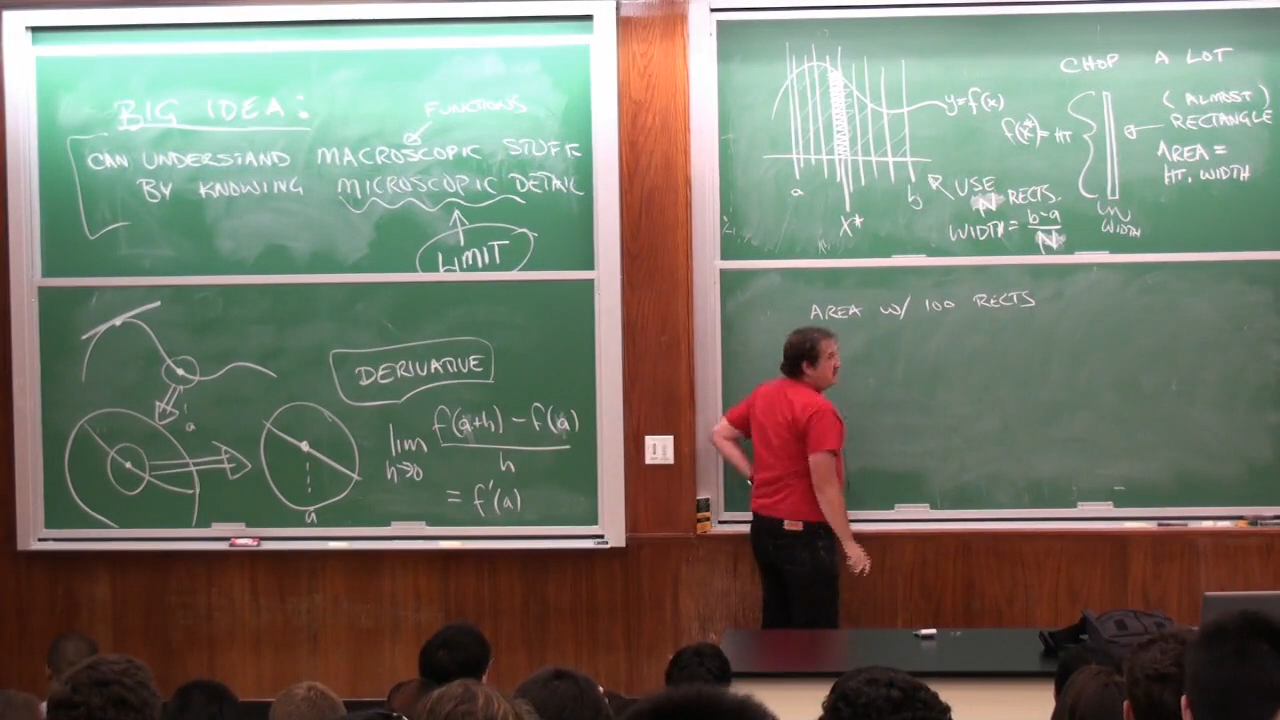 BIG IDEA:
FUNCTIONS
CAN UNDERSTAND MACROSCOPIC STUFF
BY KNOWING MICROSCOPIC DETAIL
LIMIT
a
a
DERIVATIVE
lim h→0 f(a+h) - f(a) / h
= f'(a)
y=f(x)
a
b
X*
USE
N RECTS.
WIDTH = b-a / N
CHOP A LOT
f(x*) = HT
(ALMOST)
RECTANGLE
AREA =
HT. WIDTH
WIDTH
AREA W/ 100 RECTS